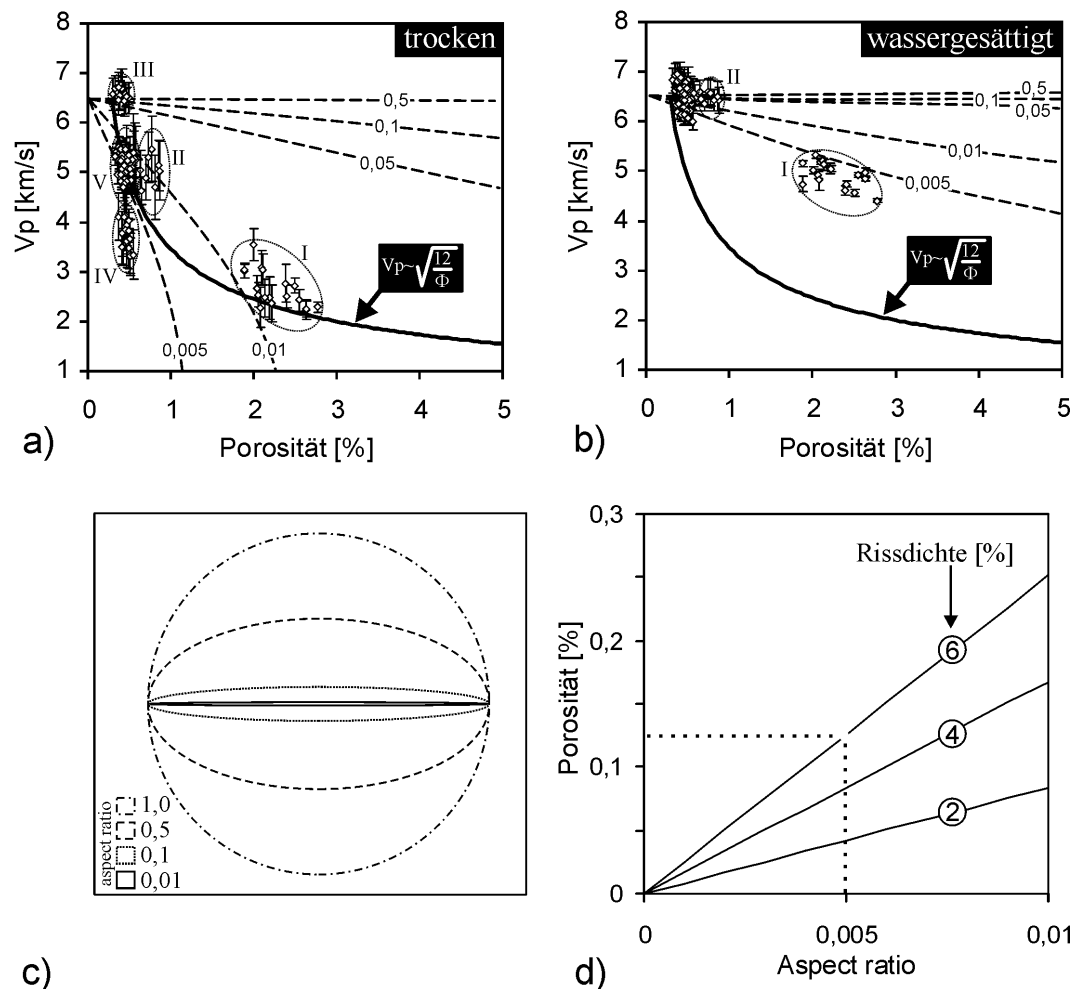 trocken
Vp [km/s]
8
7
6
5
4
3
2
1
III
II
V
IV
I
0,5
0,1
0,05
0,005
0,01
Vp~√12/Φ
0 1 2 3 4 5
Porosität [%]
a)
wassergesättigt
Vp [km/s]
8
7
6
5
4
3
2
1
II
I
0,5
0,1
0,05
0,01
0,005
Vp~√12/Φ
0 1 2 3 4 5
Porosität [%]
b)
aspect ratio
1,0
0,5
0,1
0,01
c)
Porosität [%]
0,3
0,2
0,1
0
Rissdichte [%]
6
4
2
0 0,005 0,01
Aspect ratio
d)